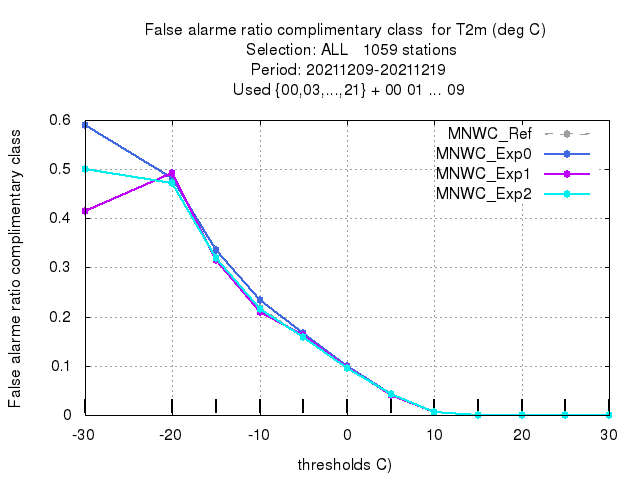 False alarme ratio complimentary class  for T2m (deg C)
Selection: ALL   1059 stations
Period: 20211209-20211219
Used {00,03,...,21} + 00 01 ... 09
False alarme ratio complimentary class
0.6
0.5
0.4
0.3
0.2
0.1
0
MNWC_Ref
MNWC_Exp0
MNWC_Exp1
MNWC_Exp2
-30 -20 -10 0 10 20 30
thresholds C)